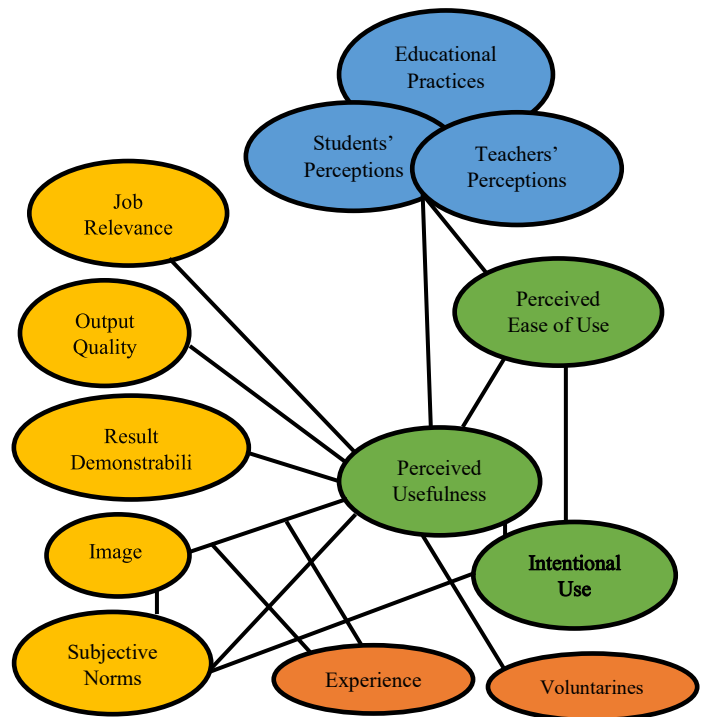 Educational
Practices
Students’
Perceptions
Teachers’
Perceptions
Job
Relevance
Perceived
Ease of Use
Output
Quality
Result
Demonstrabili
Perceived
Usefulness
Image
Intentional
Use
Subjective
Norms
Experience
Voluntarines